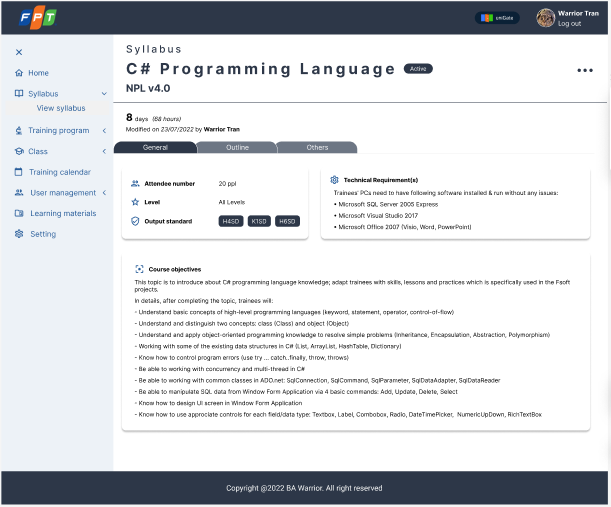 FPT
uniGate
Warrior Tran
Log out
Home
Syllabus
View syllabus
Training program
Class
Training calendar
User management
Learning materials
Setting
Syllabus
C# Programming Language
Active
NPL v4.0
8 days (68 hours)
Modified on 23/07/2022 by Warrior Tran
General
Outline
Others
Attendee number 20 ppl
Level All Levels
Output standard H4SD K1SD H6SD
Technical Requirement(s)
Trainees' PCs need to have following software installed & run without any issues:
• Microsoft SQL Server 2005 Express
• Microsoft Visual Studio 2017
• Microsoft Office 2007 (Visio, Word, PowerPoint)
Course objectives
This topic is to introduce about C# programming language knowledge; adapt trainees with skills, lessons and practices which is specifically used in the Fsoft
projects.
In details, after completing the topic, trainees will:
- Understand basic concepts of high-level programming languages (keyword, statement, operator, control-of-flow)
- Understand and distinguish two concepts: class (Class) and object (Object)
- Understand and apply object-oriented programming knowledge to resolve simple problems (Inheritance, Encapsulation, Abstraction, Polymorphism)
- Working with some of the existing data structures in C# (List, ArrayList, HashTable, Dictionary)
- Know how to control program errors (use try ... catch..finally, throw, throws)
- Be able to working with concurrency and multi-thread in C#
- Be able to working with common classes in ADO.net: SqlConnection, SqlCommand, SqlParameter, SqlDataAdapter, SqlDataReader
- Be able to manipulate SQL data from Window Form Application via 4 basic commands: Add, Update, Delete, Select
- Know how to design UI screen in Window Form Application
- Know how to use approciate controls for each field/data type: Textbox, Label, Combobox, Radio, DateTimePicker, NumericUpDown, RichTextBox
Copyright @2022 BA Warrior. All right reserved